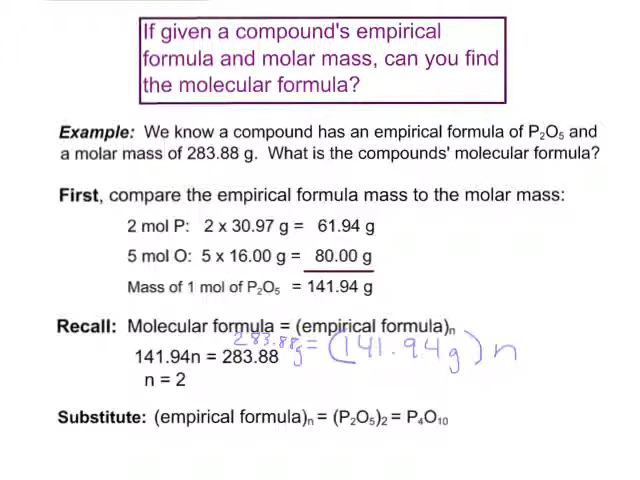 If given a compound's empirical
formula and molar mass, can you find
the molecular formula?
Example: We know a compound has an empirical formula of P₂O₅ and
a molar mass of 283.88 g. What is the compounds' molecular formula?
First, compare the empirical formula mass to the molar mass:
2 mol P: 2 x 30.97 g = 61.94 g
5 mol O: 5 x 16.00 g = 80.00 g
Mass of 1 mol of P₂O₅ = 141.94 g
Recall: Molecular formula = (empirical formula)ₙ
283.88g = (141.94g)n
141.94n = 283.88
n = 2
Substitute: (empirical formula)ₙ = (P₂O₅)₂ = P₄O₁₀